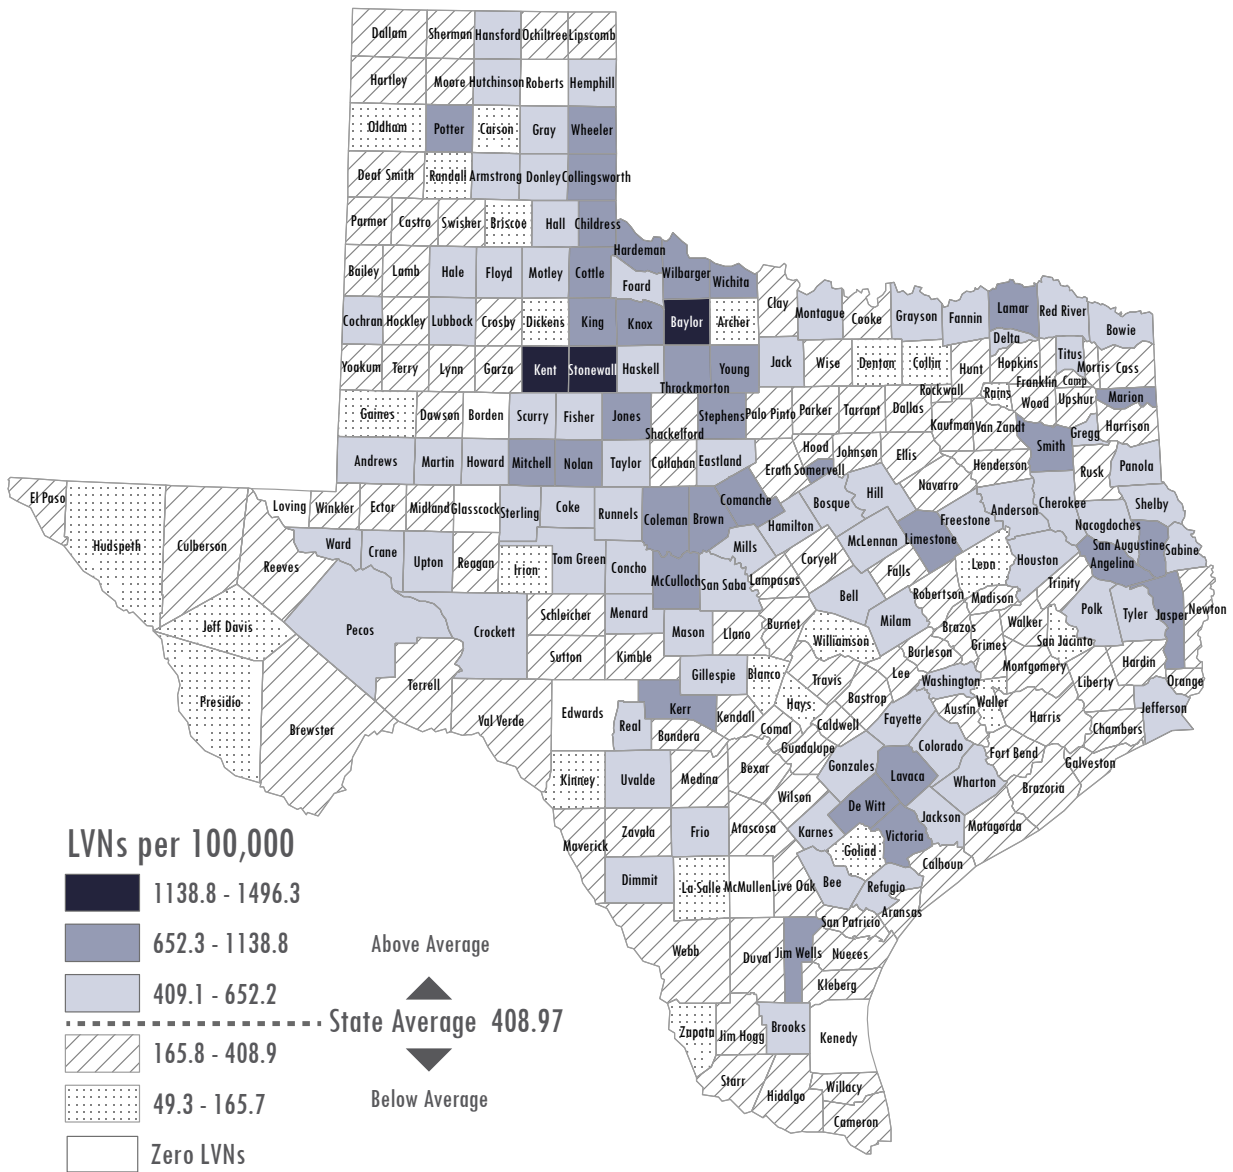 Dallam Sherman Hansford Ochiltree Lipscomb
Hartley Moore Hutchinson Roberts Hemphill
Oldham Potter Carson Gray Wheeler
Deaf Smith Randall Armstrong Donley Collingsworth
Parmer Castro Swisher Briscoe Hall Childress
Hardeman
Bailey Lamb Hale Floyd Motley Cottle Foard Wilbarger Wichita
Clay
Cochran Hockley Lubbock Crosby Dickens King Knox Baylor Archer Montague Cooke Grayson Fannin Lamar Red River Bowie
Delta
Yoakum Terry Lynn Garza Kent Stonewall Haskell Throckmorton Young Jack Wise Denton Collin Hunt Hopkins Titus Morris Cass
Rockwall Rains Franklin Camp
Gaines Dawson Borden Scurry Fisher Jones Shackelford Stephens Palo Pinto Parker Tarrant Dallas Kaufman Van Zandt Wood Upshur Marion
Smith Gregg Harrison
Andrews Martin Howard Mitchell Nolan Taylor Callahan Eastland Erath Hood Somervell Johnson Ellis Henderson Rusk Panola
Navarro
El Paso Hudspeth Culberson Reeves Loving Winkler Ector Midland Glasscock Sterling Coke Runnels Coleman Brown Comanche Hamilton Bosque Hill Freestone Anderson Cherokee Shelby
Nacogdoches
Ward Crane Upton Reagan Irion Tom Green Concho McCulloch San Saba Mills Lampasas Coryell McLennan Limestone Leon Houston Angelina San Augustine Sabine
Falls Trinity
Jeff Davis Pecos Crockett Schleicher Menard Mason Llano Burnet Bell Milam Robertson Madison Walker Polk Tyler Jasper Newton
Williamson Brazos Grimes San Jacinto
Sutton Kimble Burleson Montgomery Hardin
Presidio Brewster Terrell Val Verde Edwards Gillespie Blanco Travis Lee Washington Liberty Orange
Kerr Hays Bastrop Austin Waller Harris Jefferson
Real Bandera Kendall Comal Caldwell Fayette Chambers
Guadalupe Colorado Fort Bend Galveston
Kinney Uvalde Medina Bexar Wilson Gonzales Lavaca Wharton Brazoria
De Witt
Maverick Zavala Frio Atascosa Karnes Victoria Jackson Matagorda
Goliad Calhoun
LVNs per 100,000
Dimmit La Salle McMullen Live Oak Bee Refugio
1138.8 - 1496.3
Aransas
San Patricio
652.3 - 1138.8
Above Average
Webb Duval Jim Wells Nueces
Kleberg
409.1 - 652.2
State Average 408.97
Zapata Jim Hogg Brooks Kenedy
165.8 - 408.9
Starr Hidalgo Willacy
49.3 - 165.7
Below Average
Cameron
Zero LVNs